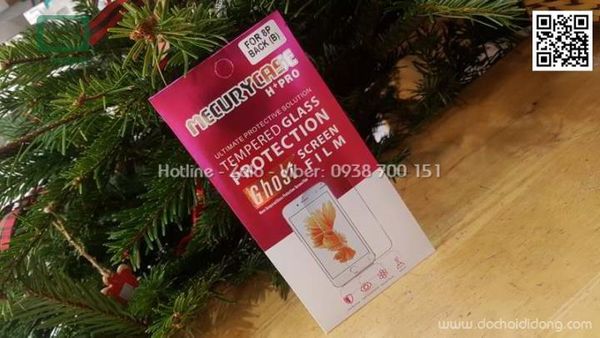 FOR 8P
BACK (B)
MECURYCASE
H+PRO
ULTIMATE PROTECTIVE SOLUTION
TEMPERED GLASS
PROTECTION
Ghost SCREEN
FILM
Hotline - Zalo - Viber: 0938 700 151
www.dochoididong.com